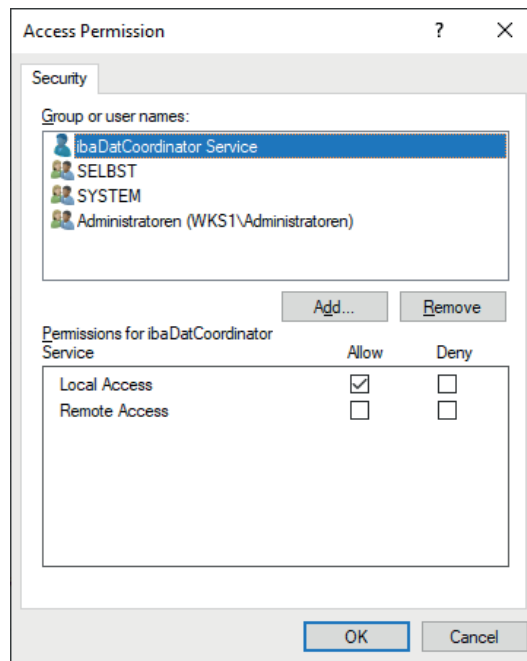 Access Permission
Security
Group or user names:
ibaDatCoordinator Service
SELBST
SYSTEM
Administratoren (WKS1\Administratoren)
Add...
Remove
Permissions for ibaDatCoordinator
Service
Allow
Deny
Local Access
Remote Access
OK
Cancel